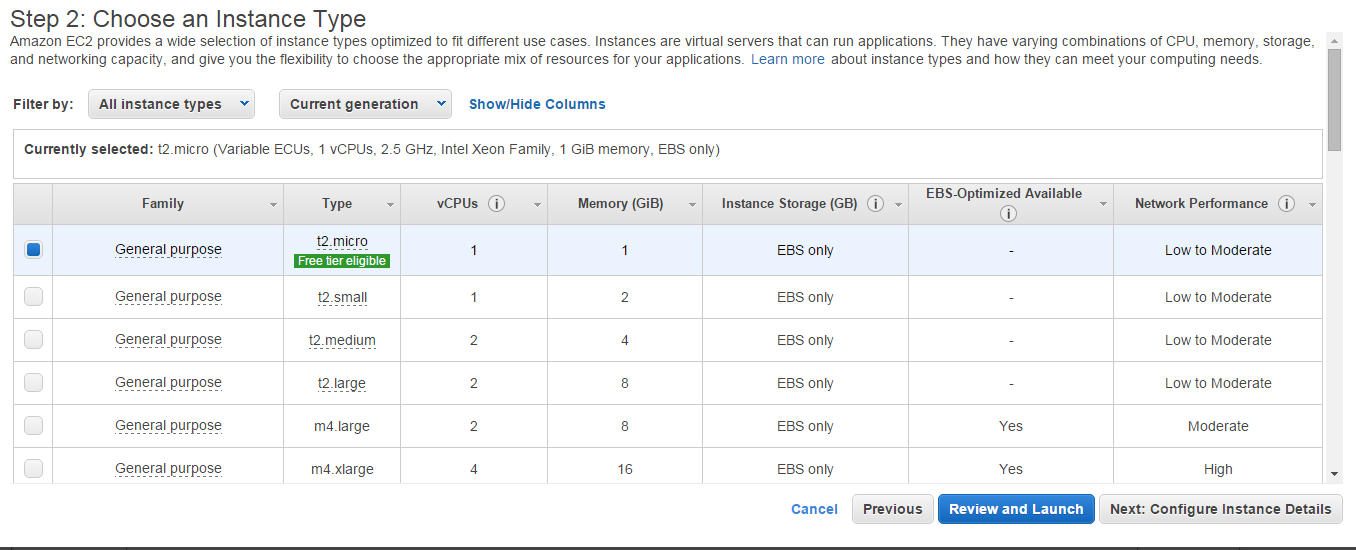 Step 2: Choose an Instance Type
Amazon EC2 provides a wide selection of instance types optimized to fit different use cases. Instances are virtual servers that can run applications. They have varying combinations of CPU, memory, storage,
and networking capacity, and give you the flexibility to choose the appropriate mix of resources for your applications. Learn more about instance types and how they can meet your computing needs.
Filter by: All instance types Current generation Show/Hide Columns
Currently selected: t2.micro (Variable ECUs, 1 vCPUs, 2.5 GHz, Intel Xeon Family, 1 GiB memory, EBS only)
Family Type vCPUs i Memory (GiB) Instance Storage (GB) i EBS-Optimized Available i Network Performance i
General purpose t2.micro Free tier eligible 1 1 EBS only - Low to Moderate
General purpose t2.small 1 2 EBS only - Low to Moderate
General purpose t2.medium 2 4 EBS only - Low to Moderate
General purpose t2.large 2 8 EBS only - Low to Moderate
General purpose m4.large 2 8 EBS only Yes Moderate
General purpose m4.xlarge 4 16 EBS only Yes High
Cancel Previous Review and Launch Next: Configure Instance Details